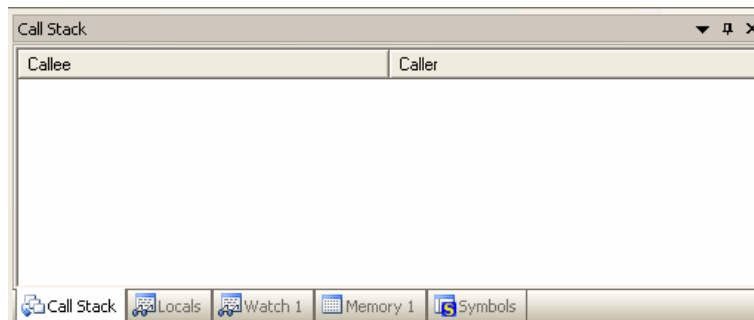 Call Stack
Callee Caller
Call Stack Locals Watch 1 Memory 1 Symbols